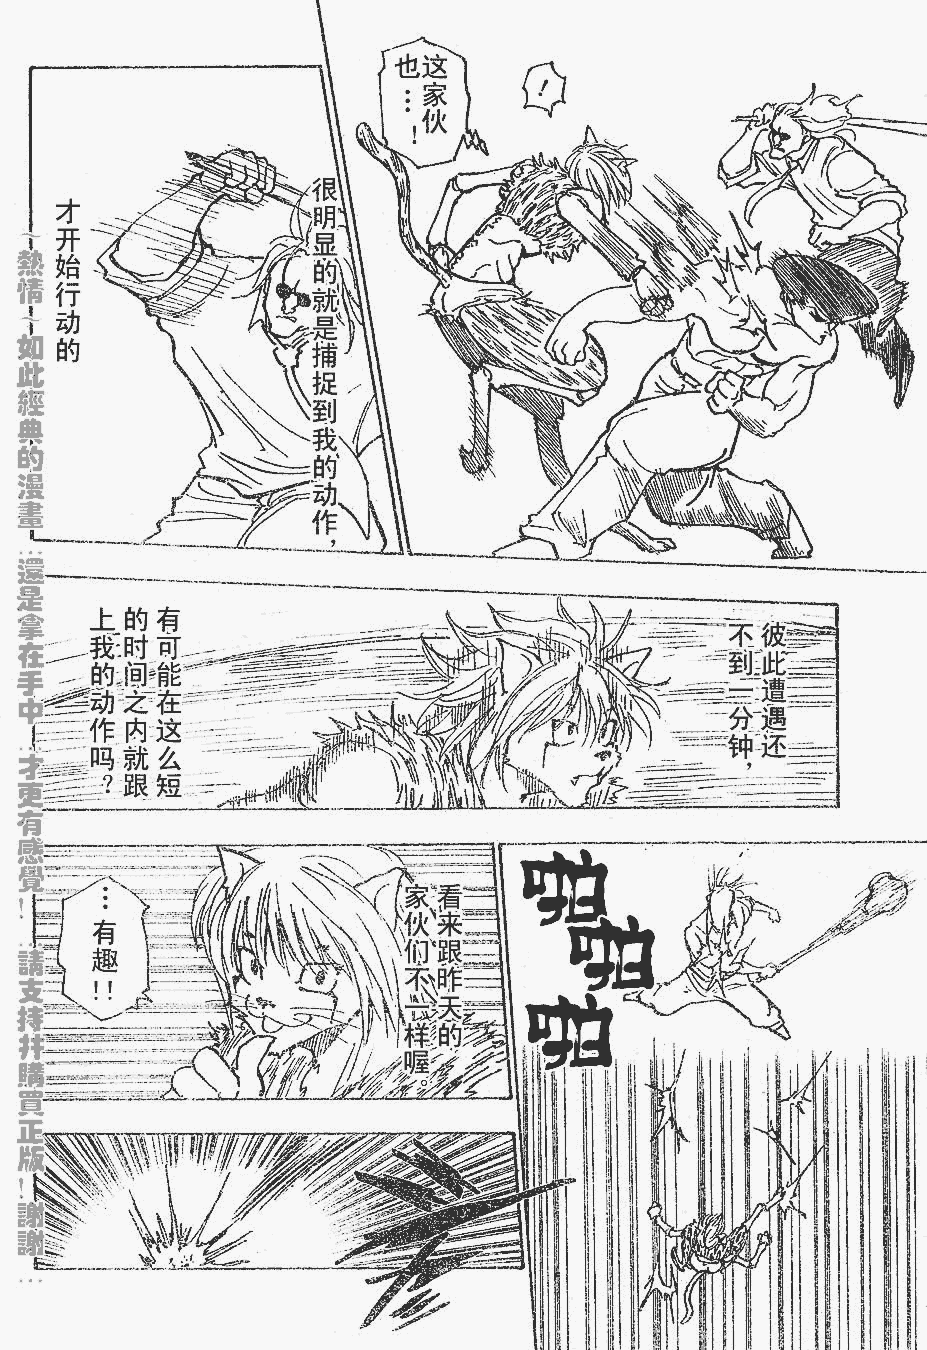 这家伙
也…！
！
很明显的就是捕捉到我的动作，
才开始行动的
彼此遭遇还
不到一分钟，
有可能在这么短
的时间之内就跟
上我的动作吗？
啪
啪
啪
看来跟昨天的
家伙们不一样喔。
…有趣!!
～熱情～如此經典的漫畫…還是拿在手中…才更有感覺！…請支持并購買正版！謝謝…